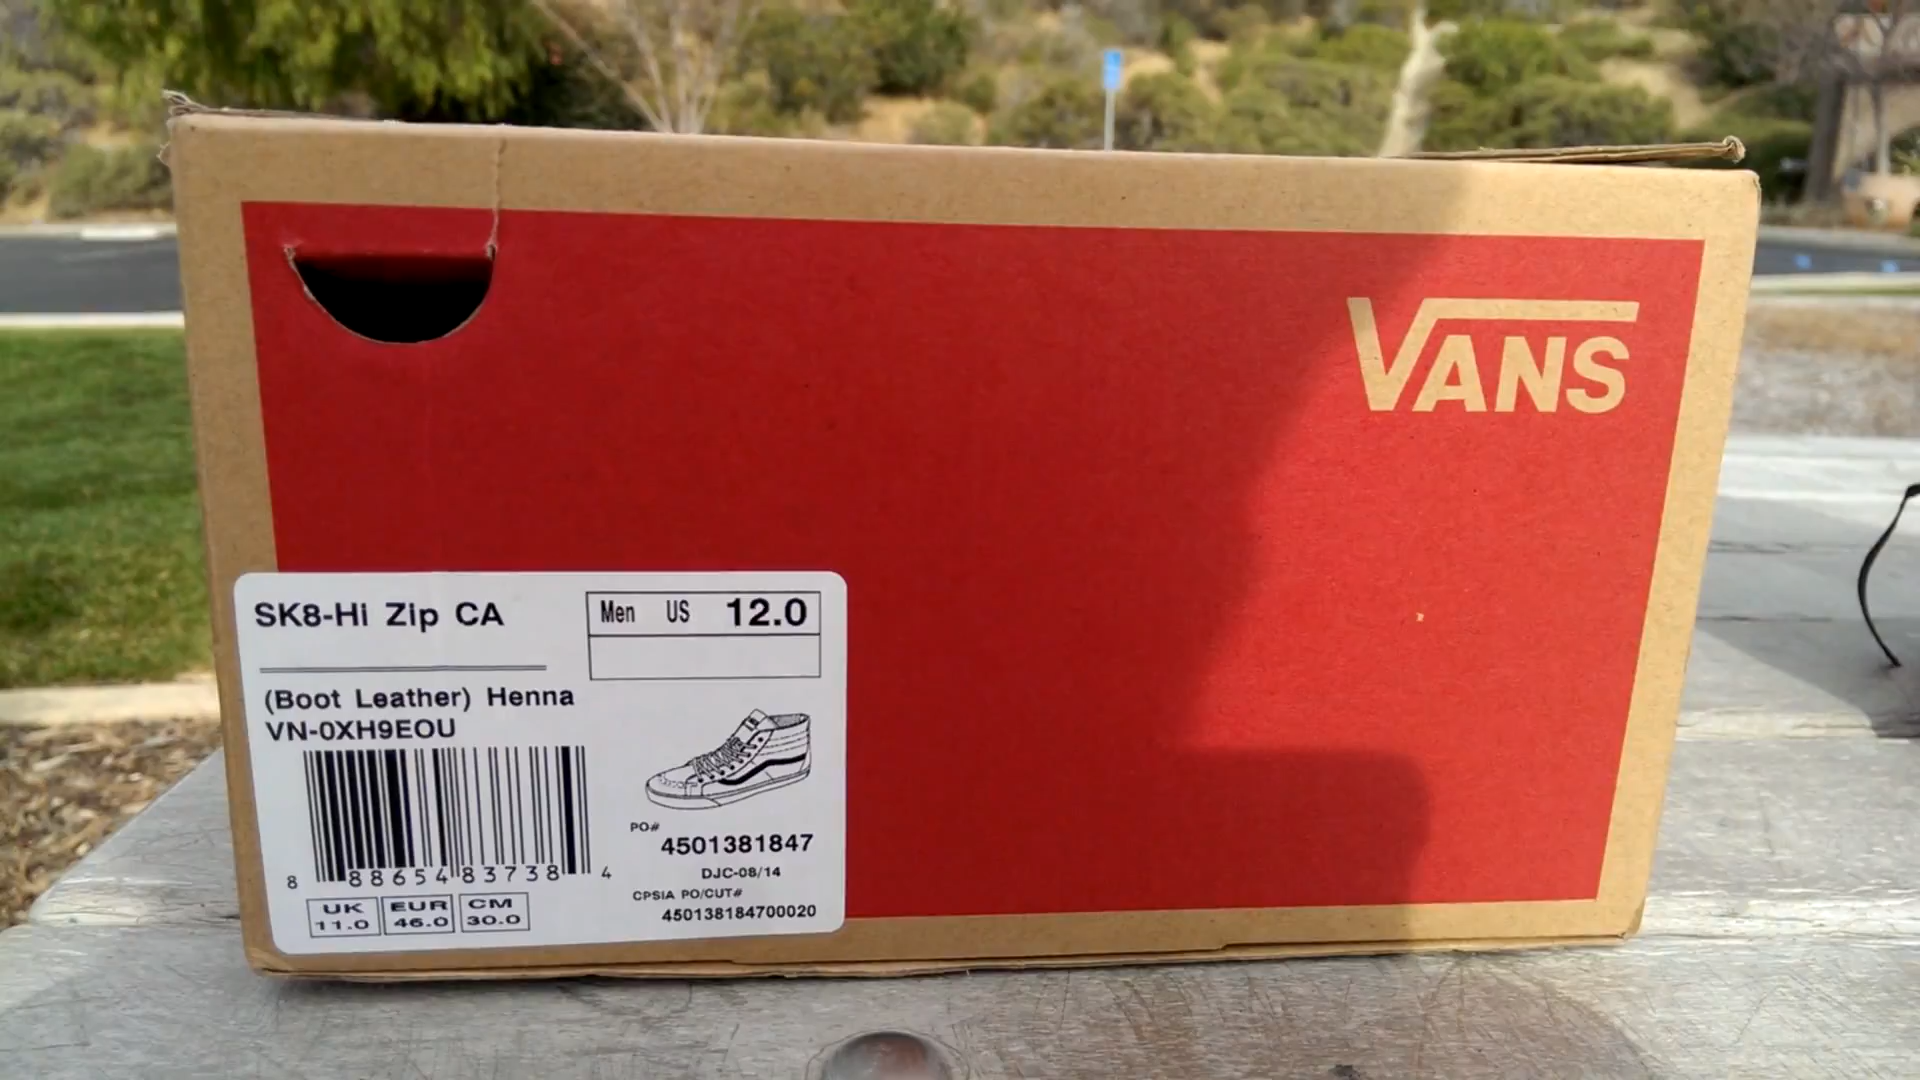 VANS
SK8-Hi Zip CA
Men US 12.0
(Boot Leather) Henna
VN-0XH9EOU
8 88654 83738 4
UK 11.0
EUR 46.0
CM 30.0
PO#
4501381847
DJC-08/14
CPSIA PO/CUT#
450138184700020